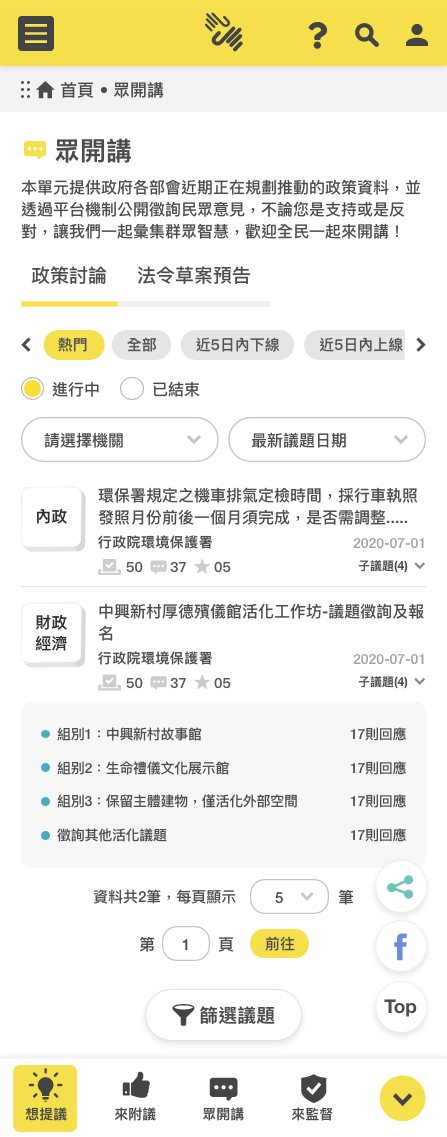 首頁 • 眾開講
眾開講
本單元提供政府各部會近期正在規劃推動的政策資料，並
透過平台機制公開徵詢民眾意見，不論您是支持或是反
對，讓我們一起彙集群眾智慧，歡迎全民一起來開講！
政策討論 法令草案預告
熱門 全部 近5日內下線 近5日內上線
進行中 已結束
請選擇機關 最新議題日期
內政
環保署規定之機車排氣定檢時間，採行車執照
發照月份前後一個月須完成，是否需調整.....
行政院環境保護署 2020-07-01
50 37 05 子議題(4)
財政
經濟
中興新村厚德殯儀館活化工作坊-議題徵詢及報
名
行政院環境保護署 2020-07-01
50 37 05 子議題(4)
組別1：中興新村故事館 17則回應
組別2：生命禮儀文化展示館 17則回應
組別3：保留主體建物，僅活化外部空間 17則回應
徵詢其他活化議題 17則回應
資料共2筆，每頁顯示 5 筆
第 1 頁 前往
Top
篩選議題
想提議 來附議 眾開講 來監督